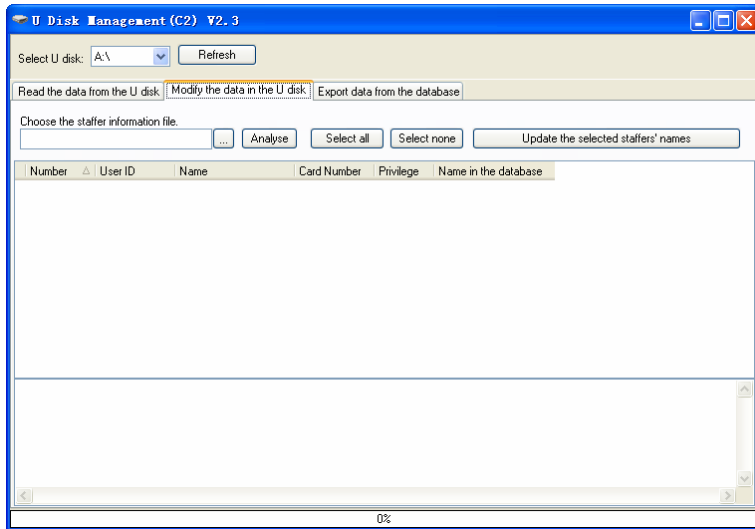 U Disk Management(C2) V2.3
Select U disk: A:\ Refresh
Read the data from the U disk Modify the data in the U disk Export data from the database
Choose the staffer information file.
... Analyse Select all Select none Update the selected staffers' names
Number User ID Name Card Number Privilege Name in the database
0%